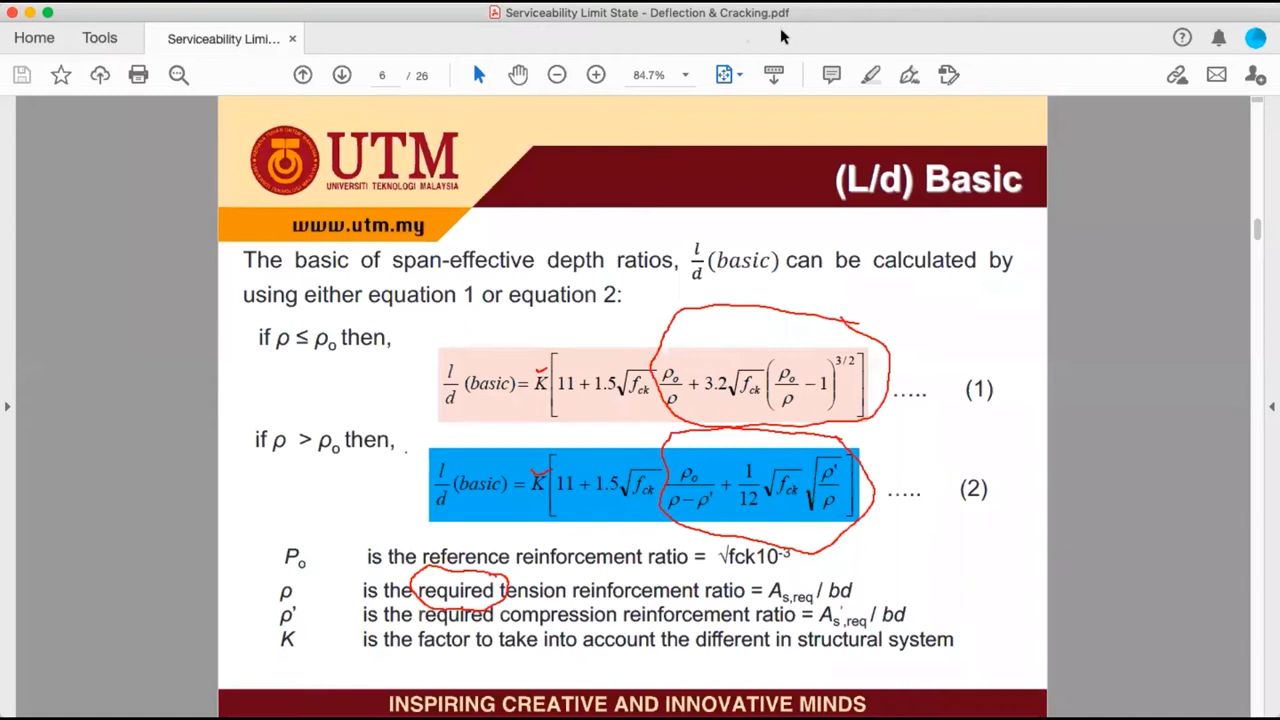 Serviceability Limit State - Deflection & Cracking.pdf
Home Tools Serviceability Limi... ×
6 / 26 84.7%
UTM
UNIVERSITI TEKNOLOGI MALAYSIA
www.utm.my
(L/d) Basic
The basic of span-effective depth ratios, l/d (basic) can be calculated by
using either equation 1 or equation 2:
if ρ ≤ ρo then,
l/d (basic) = K[11 + 1.5√fck ρo/ρ + 3.2√fck (ρo/ρ − 1)^3/2] ..... (1)
if ρ > ρo then, .
l/d (basic) = K[11 + 1.5√fck ρo/(ρ − ρ') + 1/12 √fck √(ρ'/ρ)] ..... (2)
Po is the reference reinforcement ratio = √fck10-3
ρ is the required tension reinforcement ratio = As,req / bd
ρ' is the required compression reinforcement ratio = As',req / bd
K is the factor to take into account the different in structural system
INSPIRING CREATIVE AND INNOVATIVE MINDS